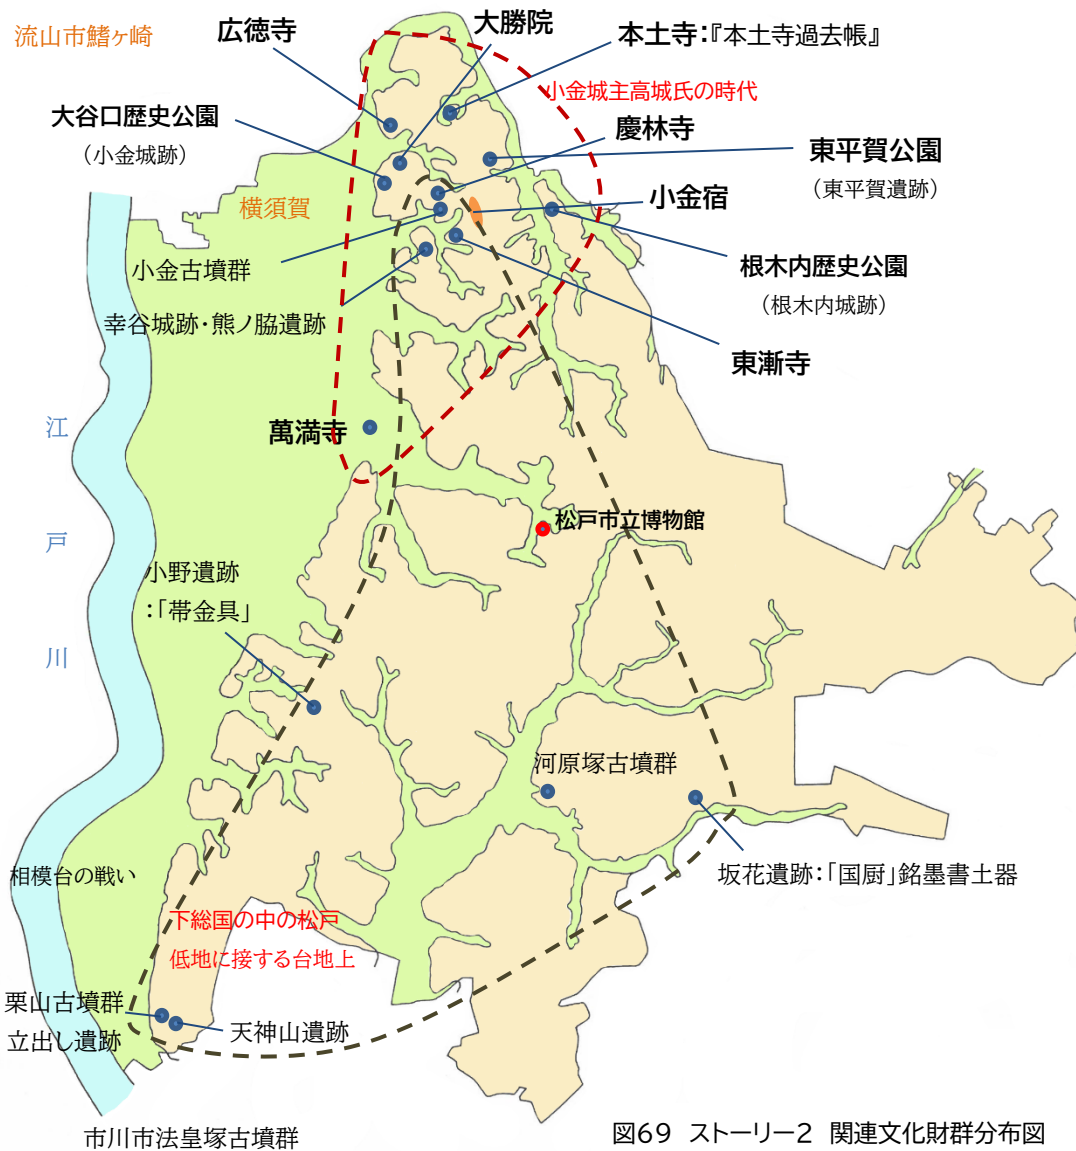 流山市鰭ヶ崎
広徳寺
大勝院
本土寺：『本土寺過去帳』
小金城主高城氏の時代
大谷口歴史公園
（小金城跡）
慶林寺
東平賀公園
（東平賀遺跡）
横須賀
小金宿
小金古墳群
根木内歴史公園
（根木内城跡）
幸谷城跡・熊ノ脇遺跡
東漸寺
江戸川
萬満寺
松戸市立博物館
小野遺跡
：「帯金具」
河原塚古墳群
相模台の戦い
坂花遺跡：「国厨」銘墨書土器
下総国の中の松戸
低地に接する台地上
栗山古墳群
立出し遺跡
天神山遺跡
市川市法皇塚古墳群
図69 ストーリー2 関連文化財群分布図